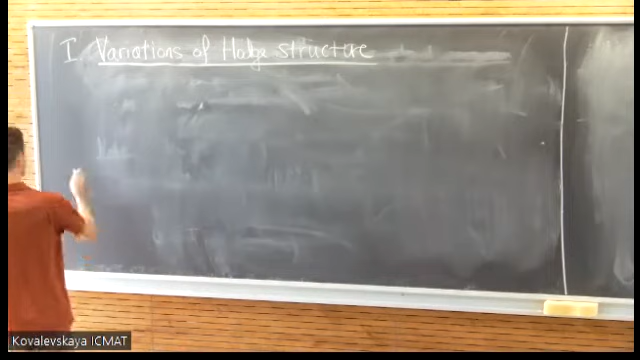 I. Variations of Hodge structure
Kovalevskaya ICMAT